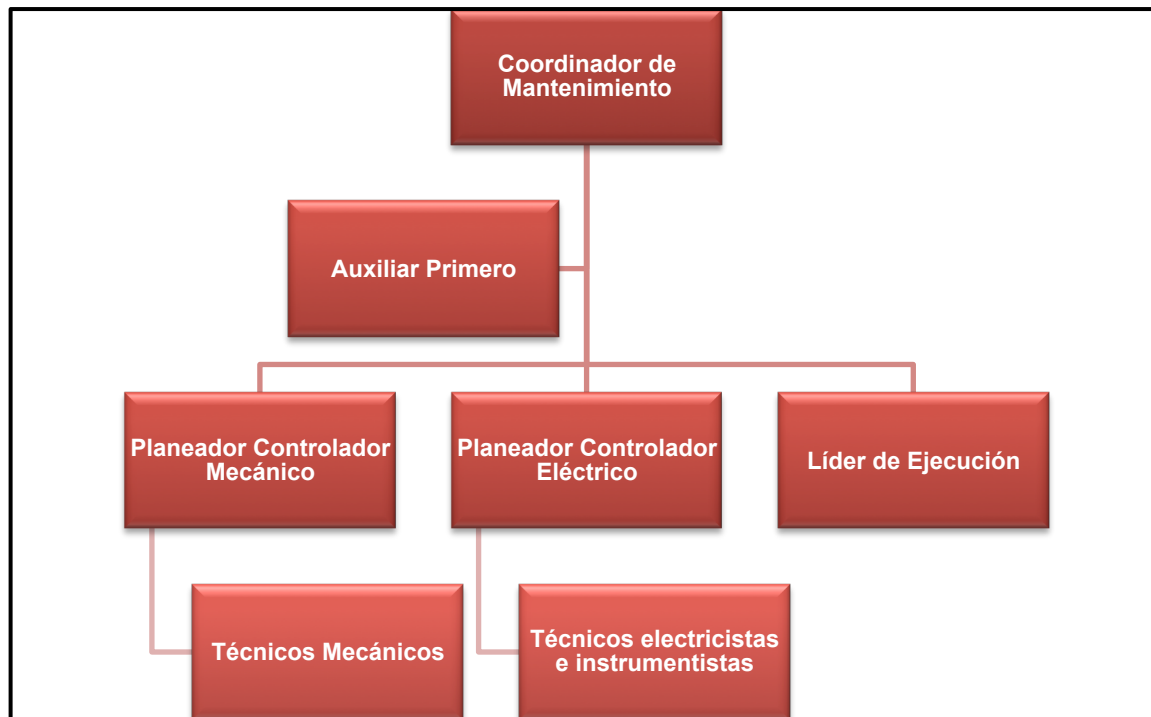 Coordinador de
Mantenimiento
Auxiliar Primero
Planeador Controlador
Mecánico
Planeador Controlador
Eléctrico
Líder de Ejecución
Técnicos Mecánicos
Técnicos electricistas
e instrumentistas